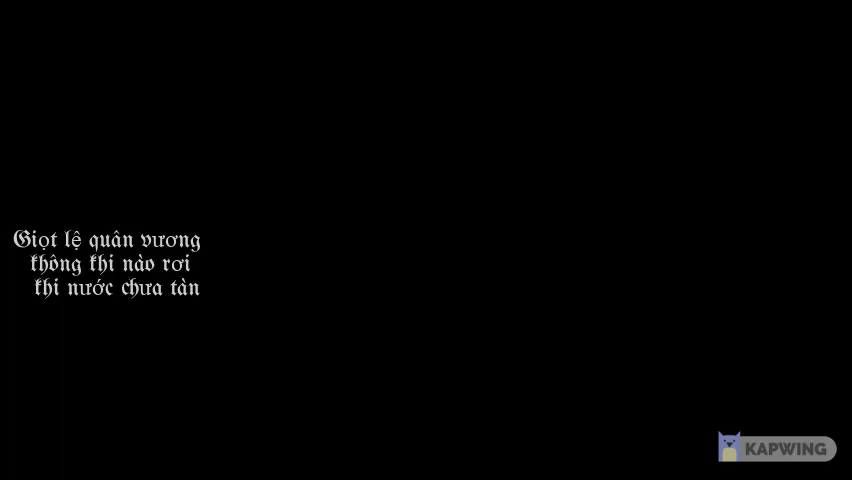 Giọt lệ quân vương
không khi nào rơi
khi nước chưa tàn
KAPWING